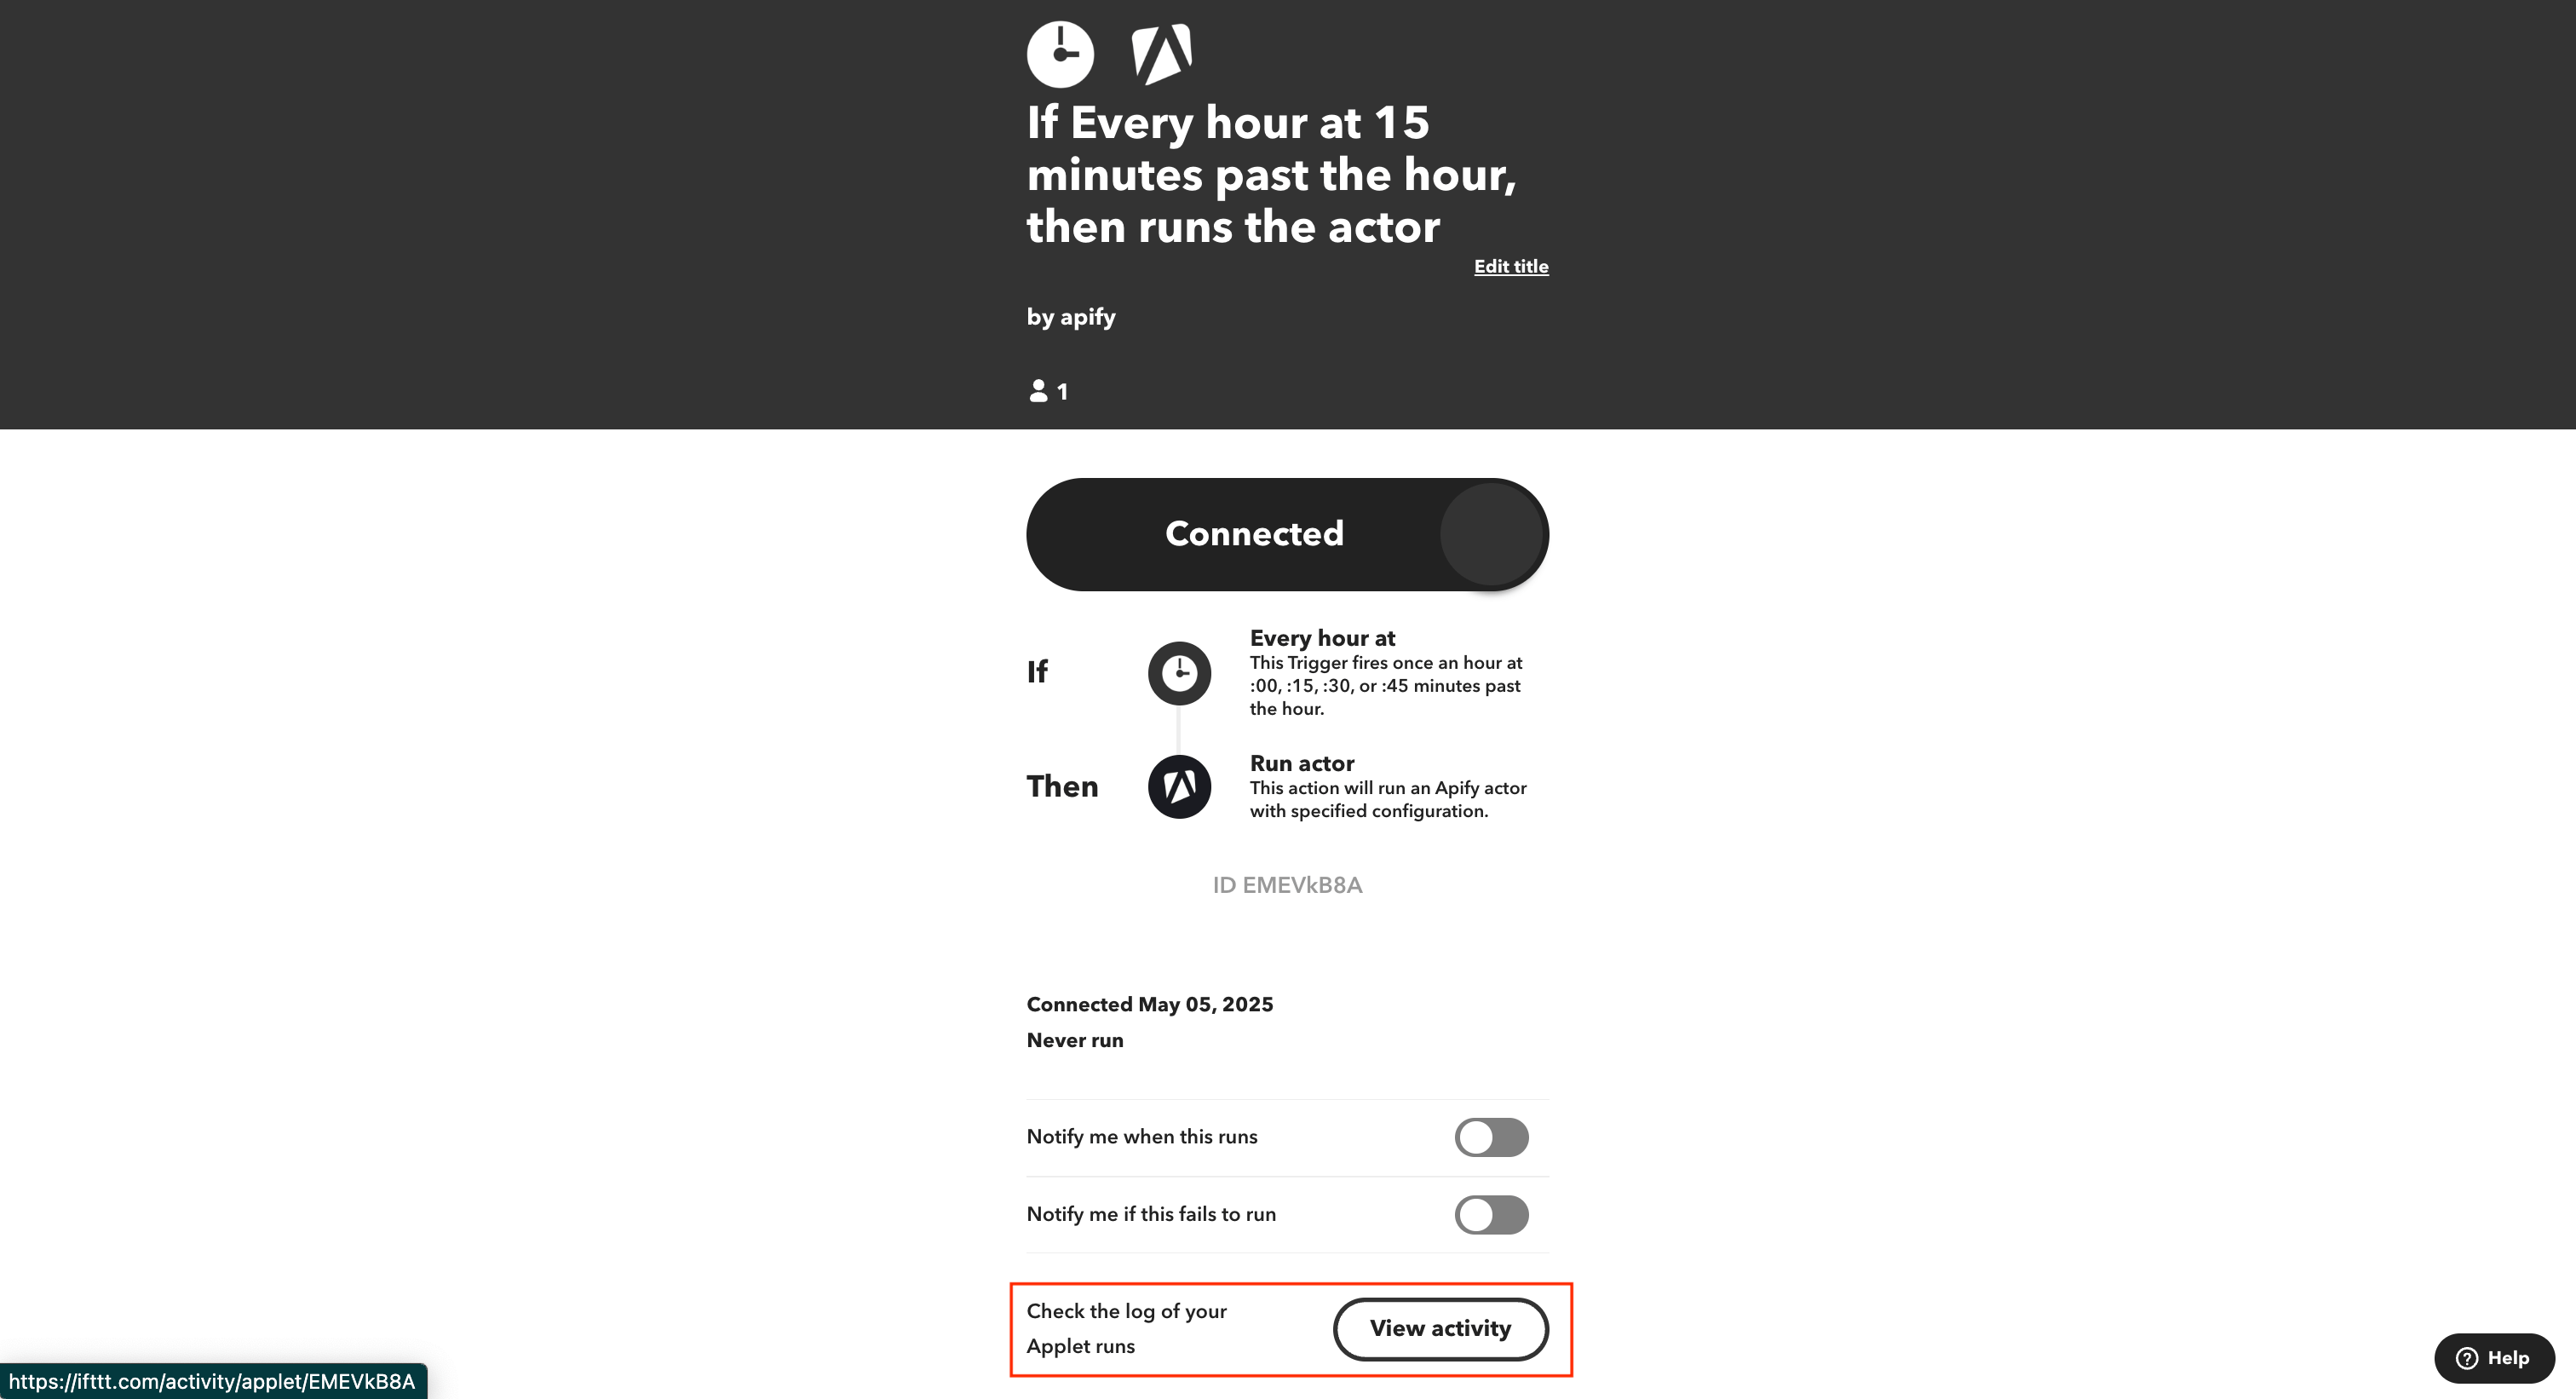 If Every hour at 15
minutes past the hour,
then runs the actor
Edit title
by apify
1
Connected
If
Every hour at
This Trigger fires once an hour at
:00, :15, :30, or :45 minutes past
the hour.
Then
Run actor
This action will run an Apify actor
with specified configuration.
ID EMEVkB8A
Connected May 05, 2025
Never run
Notify me when this runs
Notify me if this fails to run
Check the log of your
Applet runs
View activity
Help
https://ifttt.com/activity/applet/EMEVkB8A